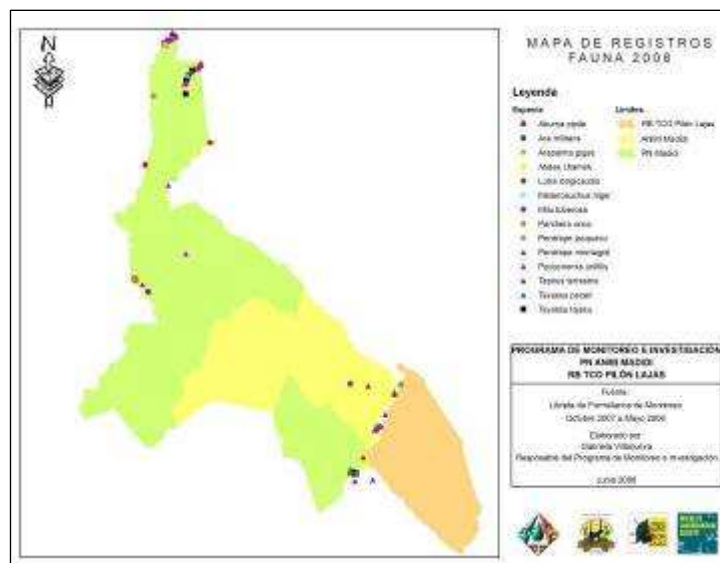 N
MAPA DE REGISTROS
FAUNA 2008
Leyenda
Especie
Ara militaris
Arapaima gigas
Ateles chamek
Lutra longicaudis
Melanosuchus niger
Mitu tuberosa
Panthera onca
Penelope jacquacu
Penelope montagnii
Podocnemis unifilis
Tapirus terrestris
Tayassu pecari
Tayassu tajacu
Limites
RB TCO Pilón Lajas
ANMI Madidi
PN Madidi
PROGRAMA DE MONITOREO E INVESTIGACIÓN
PN ANMI MADIDI
RB TCO PILÓN LAJAS
Fuente:
Libreta de Formularios de Monitoreo
Octubre 2007 a Mayo 2008
Elaborado por:
Gabriela Villanueva
Responsable del Programa de Monitoreo e Investigación
Junio 2008